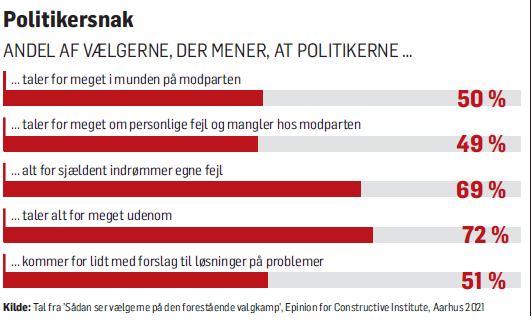 Politikersnak
ANDEL AF VÆLGERNE, DER MENER, AT POLITIKERNE ...
... taler for meget i munden på modparten
50 %
... taler for meget om personlige fejl og mangler hos modparten
49 %
... alt for sjældent indrømmer egne fejl
69 %
... taler alt for meget udenom
72 %
... kommer for lidt med forslag til løsninger på problemer
51 %
Kilde: Tal fra 'Sådan ser vælgerne på den forestående valgkamp', Epinion for Constructive Institute, Aarhus 2021